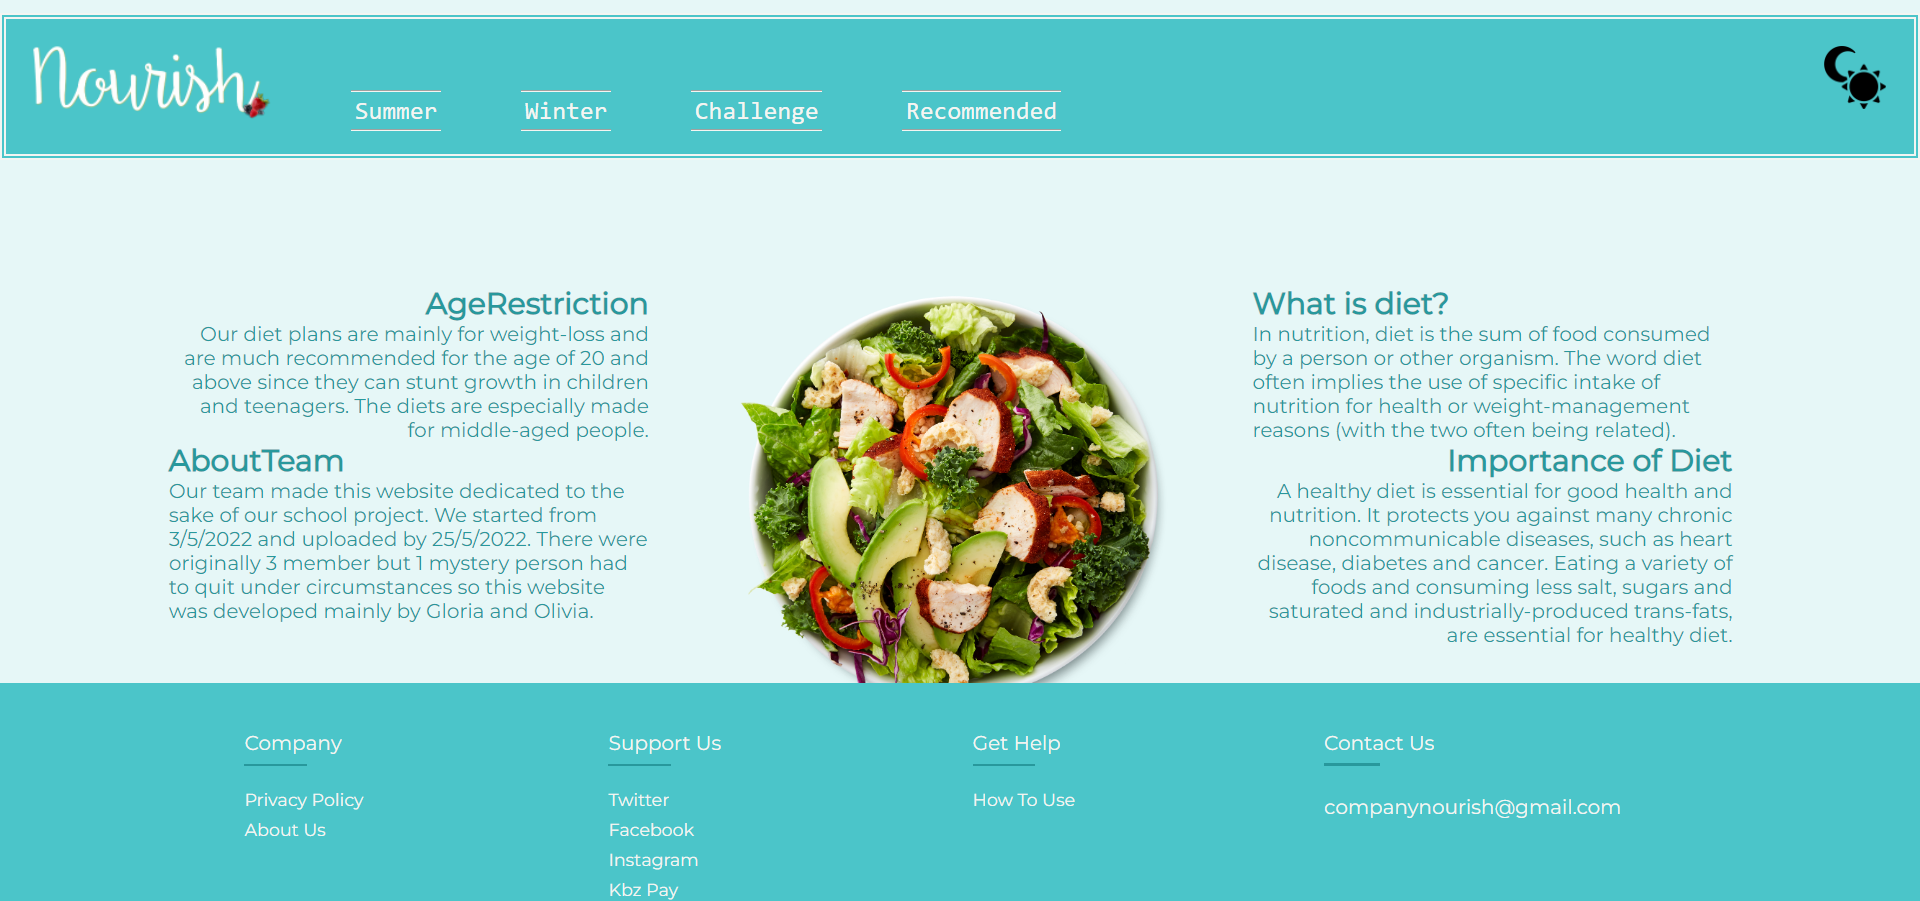 Nourish
Summer
Winter
Challenge
Recommended
AgeRestriction
Our diet plans are mainly for weight-loss and
are much recommended for the age of 20 and
above since they can stunt growth in children
and teenagers. The diets are especially made
for middle-aged people.
AboutTeam
Our team made this website dedicated to the
sake of our school project. We started from
3/5/2022 and uploaded by 25/5/2022. There were
originally 3 member but 1 mystery person had
to quit under circumstances so this website
was developed mainly by Gloria and Olivia.
What is diet?
In nutrition, diet is the sum of food consumed
by a person or other organism. The word diet
often implies the use of specific intake of
nutrition for health or weight-management
reasons (with the two often being related).
Importance of Diet
A healthy diet is essential for good health and
nutrition. It protects you against many chronic
noncommunicable diseases, such as heart
disease, diabetes and cancer. Eating a variety of
foods and consuming less salt, sugars and
saturated and industrially-produced trans-fats,
are essential for healthy diet.
Company
Privacy Policy
About Us
Support Us
Twitter
Facebook
Instagram
Kbz Pay
Get Help
How To Use
Contact Us
companynourish@gmail.com